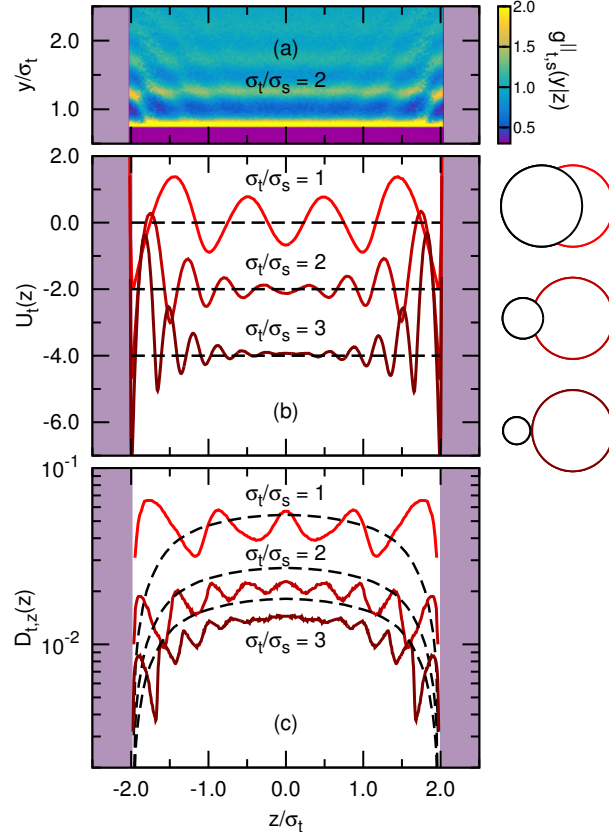 2.0
1.0
y/σt
(a)
σt/σs = 2
2.0
1.5
1.0
0.5
g∥t,s(y|z)
2.0
0.0
-2.0
-4.0
-6.0
Ut(z)
σt/σs = 1
σt/σs = 2
σt/σs = 3
(b)
10-1
10-2
Dt,z(z)
σt/σs = 1
σt/σs = 2
σt/σs = 3
(c)
-2.0 -1.0 0.0 1.0 2.0
z/σt